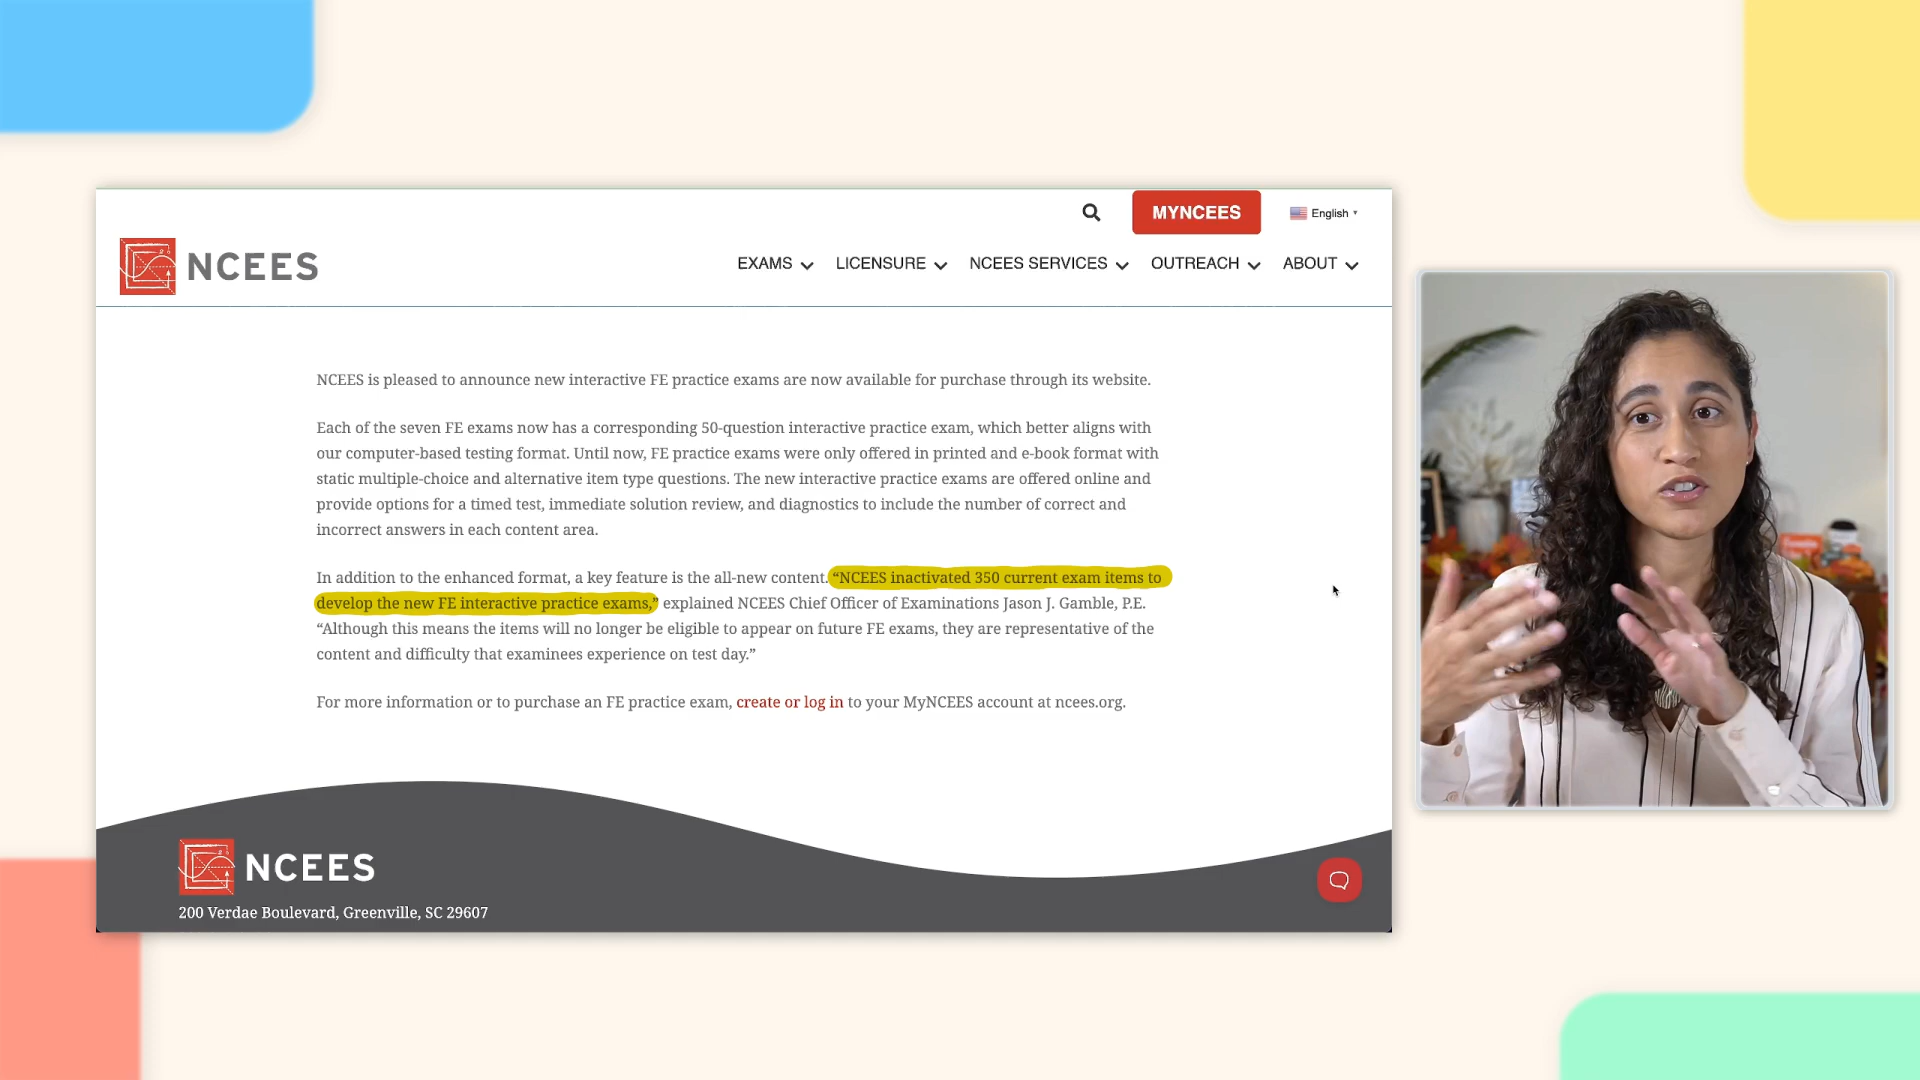 MYNCEES
English
NCEES
EXAMS
LICENSURE
NCEES SERVICES
OUTREACH
ABOUT
NCEES is pleased to announce new interactive FE practice exams are now available for purchase through its website.
Each of the seven FE exams now has a corresponding 50-question interactive practice exam, which better aligns with
our computer-based testing format. Until now, FE practice exams were only offered in printed and e-book format with
static multiple-choice and alternative item type questions. The new interactive practice exams are offered online and
provide options for a timed test, immediate solution review, and diagnostics to include the number of correct and
incorrect answers in each content area.
In addition to the enhanced format, a key feature is the all-new content. “NCEES inactivated 350 current exam items to
develop the new FE interactive practice exams,” explained NCEES Chief Officer of Examinations Jason J. Gamble, P.E.
“Although this means the items will no longer be eligible to appear on future FE exams, they are representative of the
content and difficulty that examinees experience on test day.”
For more information or to purchase an FE practice exam, create or log in to your MyNCEES account at ncees.org.
NCEES
200 Verdae Boulevard, Greenville, SC 29607